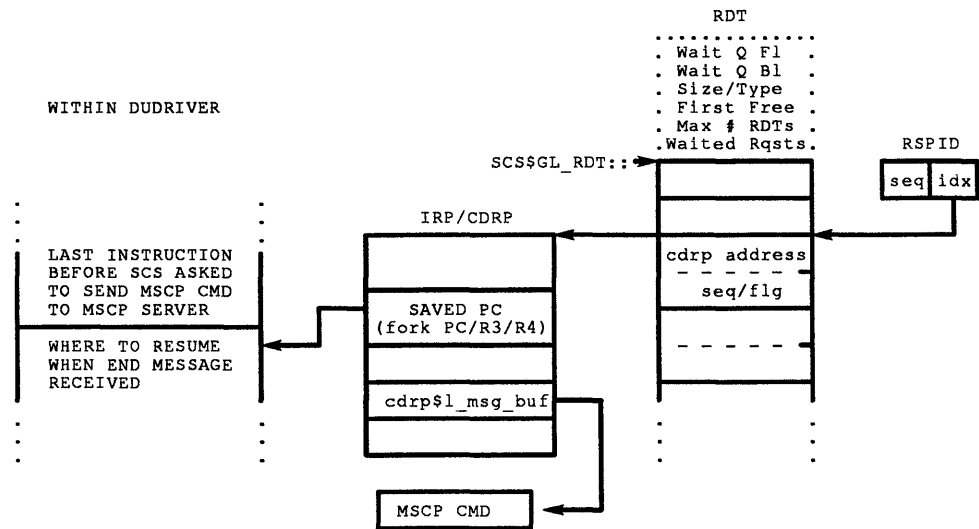 RDT
Wait Q Fl
Wait Q Bl
Size/Type
First Free
Max # RDTs
Waited Rqsts
WITHIN DUDRIVER
SCS$GL_RDT::
RSPID
seq idx
IRP/CDRP
LAST INSTRUCTION
BEFORE SCS ASKED
TO SEND MSCP CMD
TO MSCP SERVER
WHERE TO RESUME
WHEN END MESSAGE
RECEIVED
SAVED PC
(fork PC/R3/R4)
cdrp$l_msg_buf
cdrp address
seq/flg
MSCP CMD